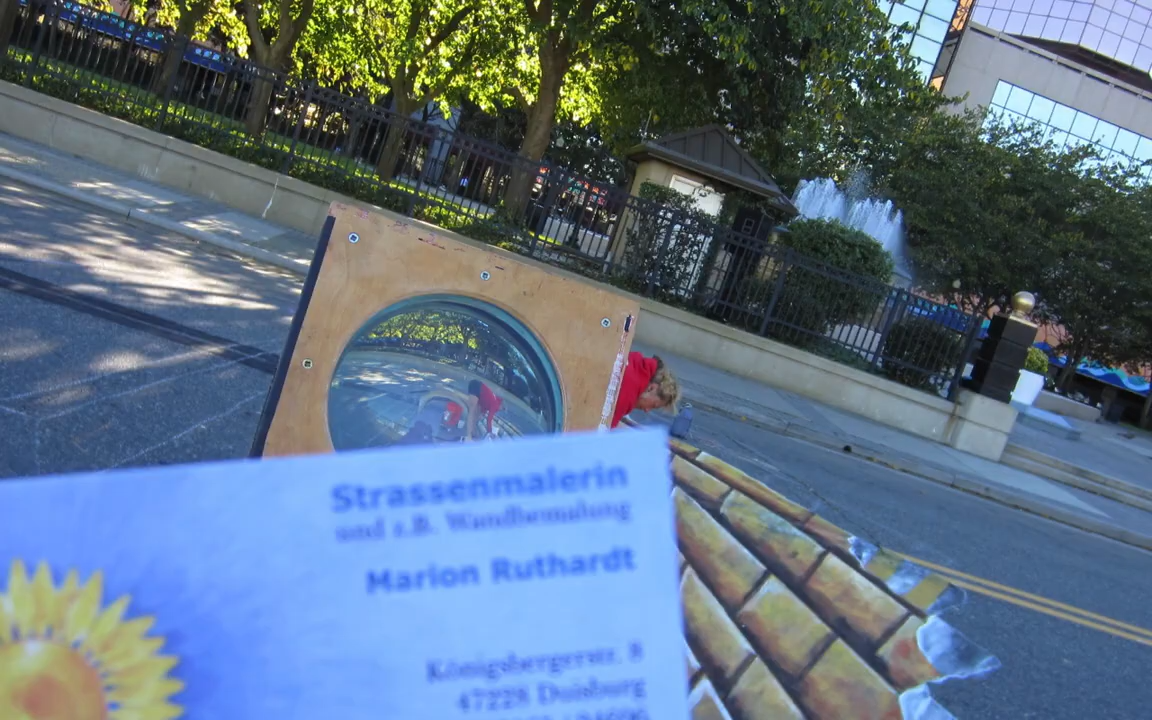 Strassenmalerin
und z.B. Wandbemalung
Marion Ruthardt
Königsbergerstr. 8
47228 Duisburg